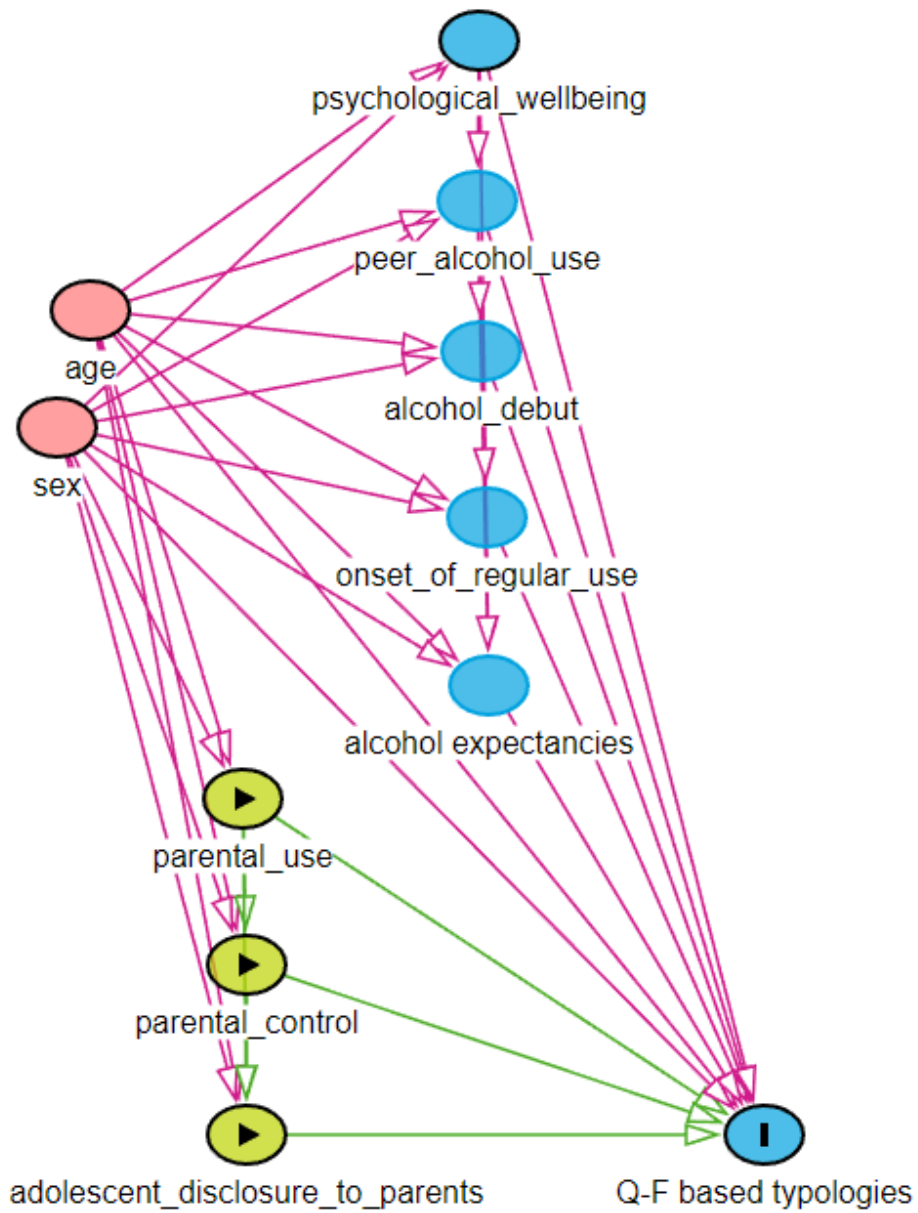 psychological_wellbeing
peer_alcohol_use
age
alcohol_debut
sex
onset_of_regular_use
alcohol expectancies
parental_use
parental_control
adolescent_disclosure_to_parents
Q-F based typologies